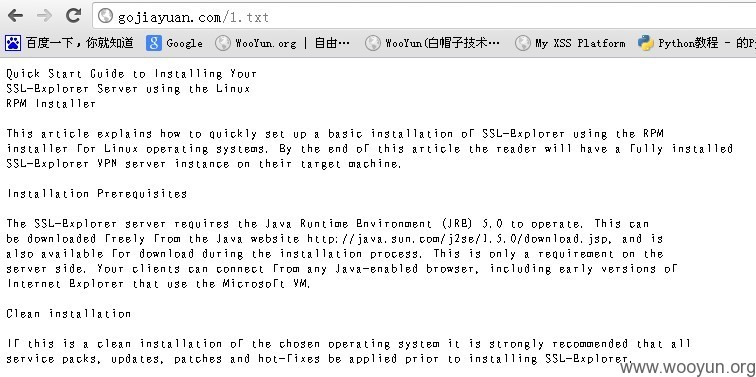 gojiayuan.com/1.txt
百度一下，你就知道 Google WooYun.org | 自由… WooYun(白帽子技术… My XSS Platform Python教程 - 的P
Quick Start Guide to Installing Your
SSL-Explorer Server using the Linux
RPM Installer
This article explains how to quickly set up a basic installation of SSL-Explorer using the RPM
installer for Linux operating systems. By the end of this article the reader will have a fully installed
SSL-Explorer VPN server instance on their target machine.
Installation Prerequisites
The SSL-Explorer server requires the Java Runtime Environment (JRE) 5.0 to operate. This can
be downloaded freely from the Java website http://java.sun.com/j2se/1.5.0/download.jsp, and is
also available for download during the installation process. This is only a requirement on the
server side. Your clients can connect from any Java-enabled browser, including early versions of
Internet Explorer that use the Microsoft VM.
Clean installation
If this is a clean installation of the chosen operating system it is strongly recommended that all
service packs, updates, patches and hot-fixes be applied prior to installing SSL-Explorer.
www.wooyun.org